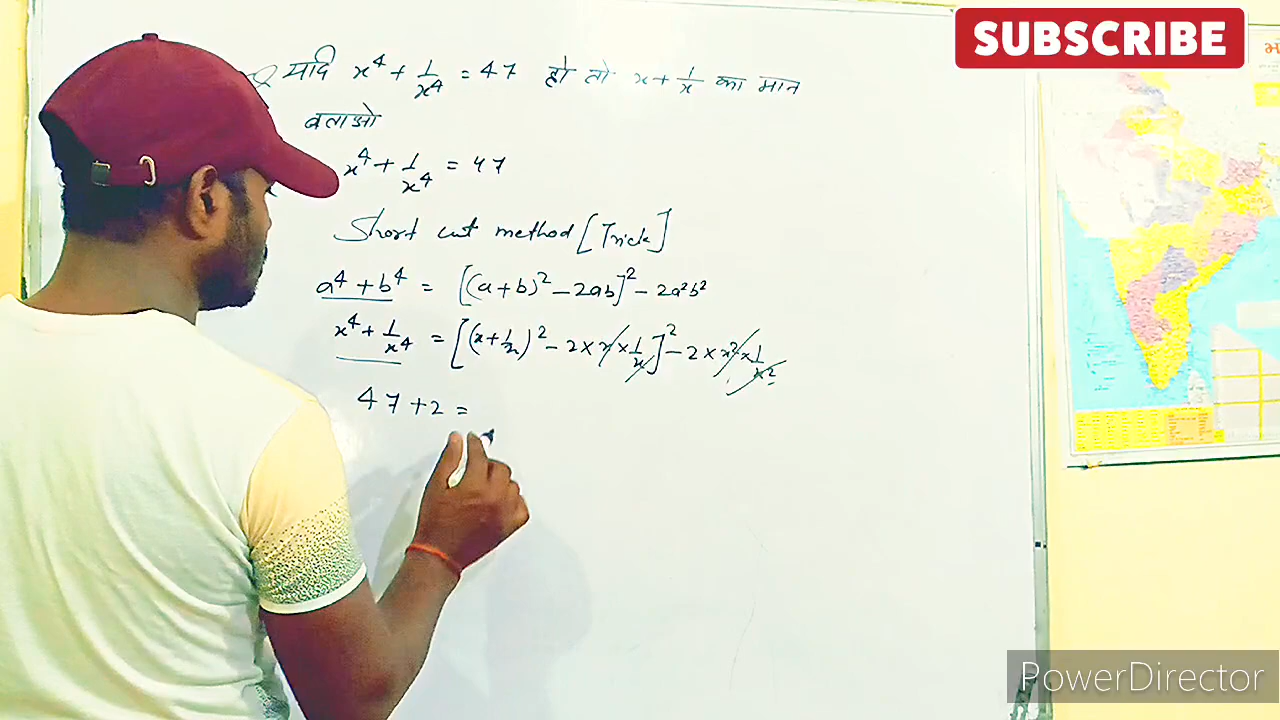 SUBSCRIBE
यदि x⁴ + 1/x⁴ = 47 हो तो x + 1/x का मान
बताओ
x⁴ + 1/x⁴ = 47
Short cut method [Trick]
a⁴ + b⁴ = [(a+b)² − 2ab]² − 2a²b²
x⁴ + 1/x⁴ = [(x + 1/x)² − 2 × x × 1/x]² − 2 × x² × 1/x²
47 + 2 =
PowerDirector